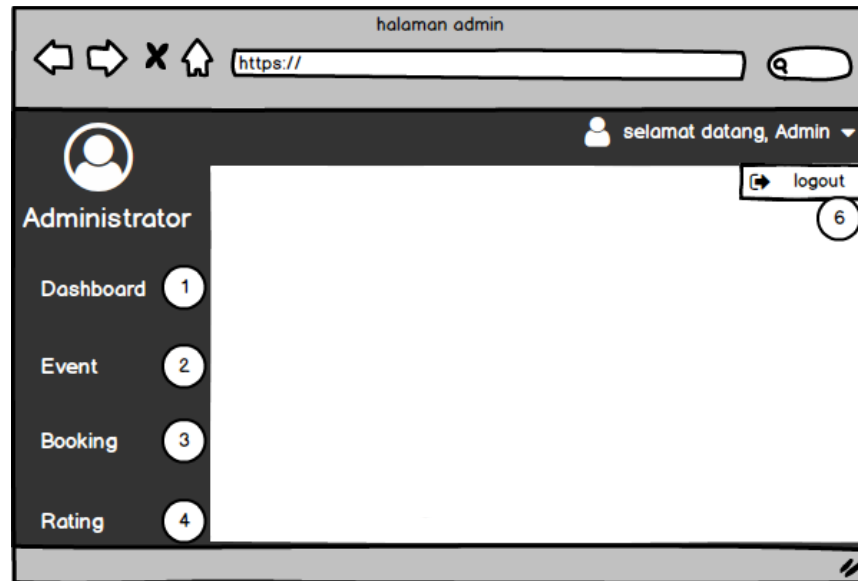 halaman admin
https://
selamat datang, Admin
logout
6
Administrator
Dashboard 1
Event 2
Booking 3
Rating 4